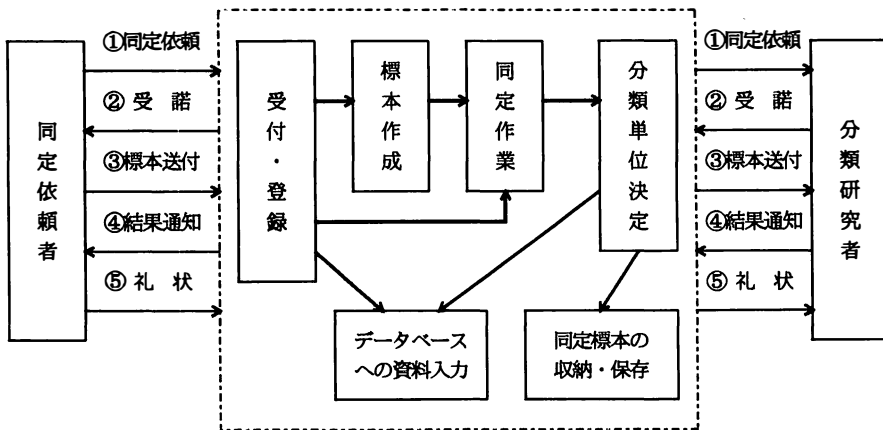 同定依頼者
①同定依頼
② 受 諾
③標本送付
④結果通知
⑤ 礼 状
受付・登録
標本作成
同定作業
分類単位決定
データベース
への資料入力
同定標本の
収納・保存
①同定依頼
② 受 諾
③標本送付
④結果通知
⑤ 礼 状
分類研究者